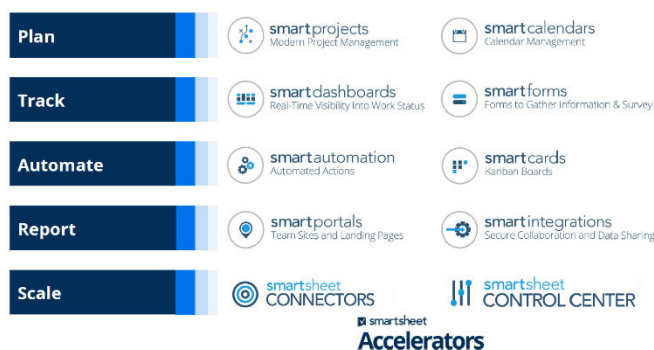 Plan
smartprojects
Modern Project Management
smartcalendars
Calendar Management
Track
smartdashboards
Real-Time Visibility Into Work Status
smartforms
Forms to Gather Information & Survey
Automate
smartautomation
Automated Actions
smartcards
Kanban Boards
Report
smartportals
Team Sites and Landing Pages
smartintegrations
Secure Collaboration and Data Sharing
Scale
smartsheet
CONNECTORS
smartsheet
CONTROL CENTER
smartsheet
Accelerators